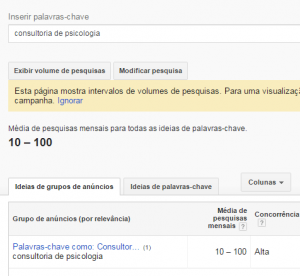 Inserir palavras-chave
consultoria de psicologia
Exibir volume de pesquisas Modificar pesquisa
Esta página mostra intervalos de volumes de pesquisas. Para uma visualizaçã
campanha. Ignorar
Média de pesquisas mensais para todas as ideias de palavras-chave.
10 – 100
Ideias de grupos de anúncios Ideias de palavras-chave
Colunas
Grupo de anúncios (por relevância) Média de pesquisas mensais ? Concorrência ?
Palavras-chave como: Consultor… (1)
consultoria de psicologia 10 – 100 Alta